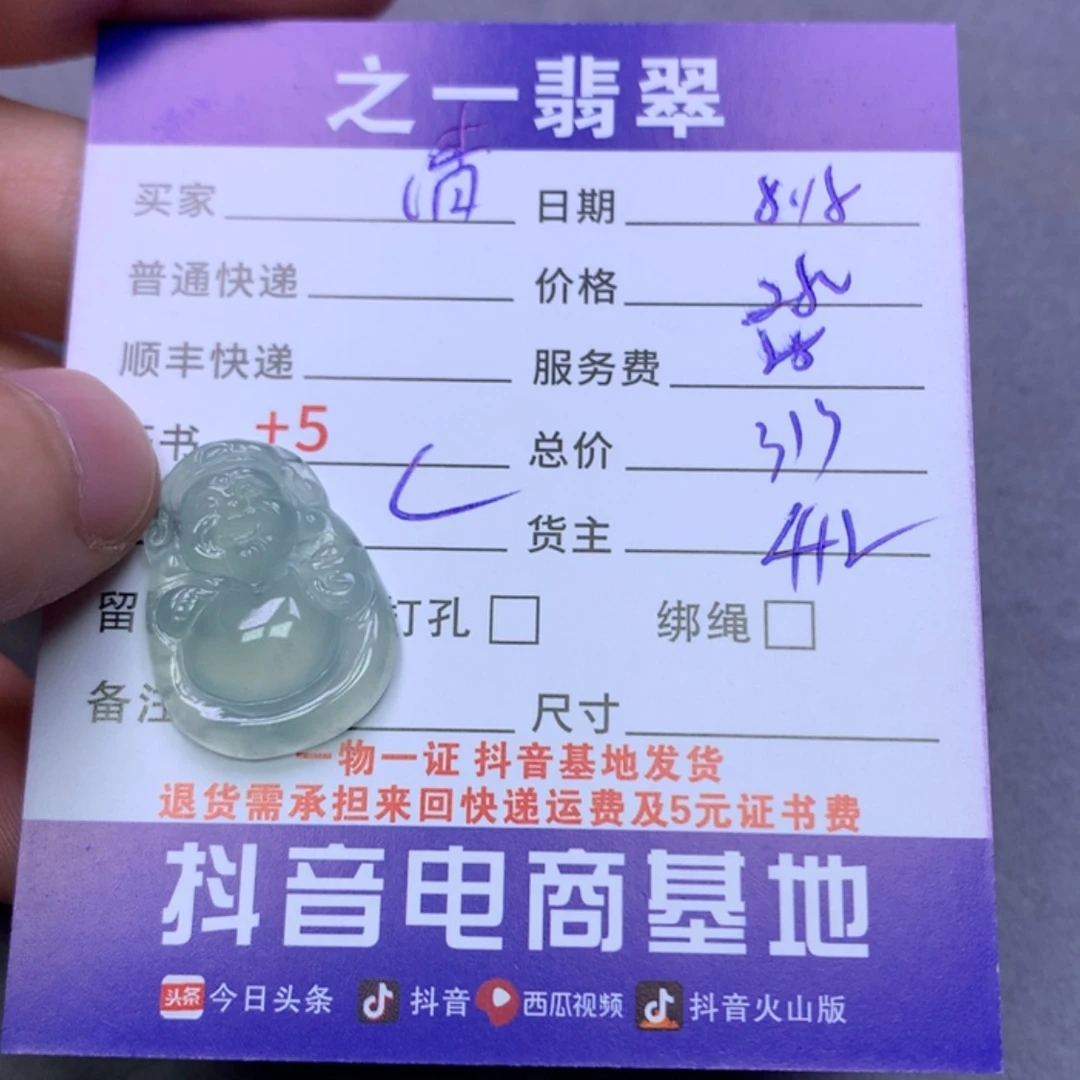 之一翡翠
买家 清 日期 8.18
普通快递 价格
顺丰快递 服务费
书 +5 总价 313
货主
留 打孔 绑绳
备注 尺寸
一物一证 抖音基地发货
退货需承担来回快递运费及5元证书费
抖音电商基地
头条 今日头条 抖音 西瓜视频 抖音火山版